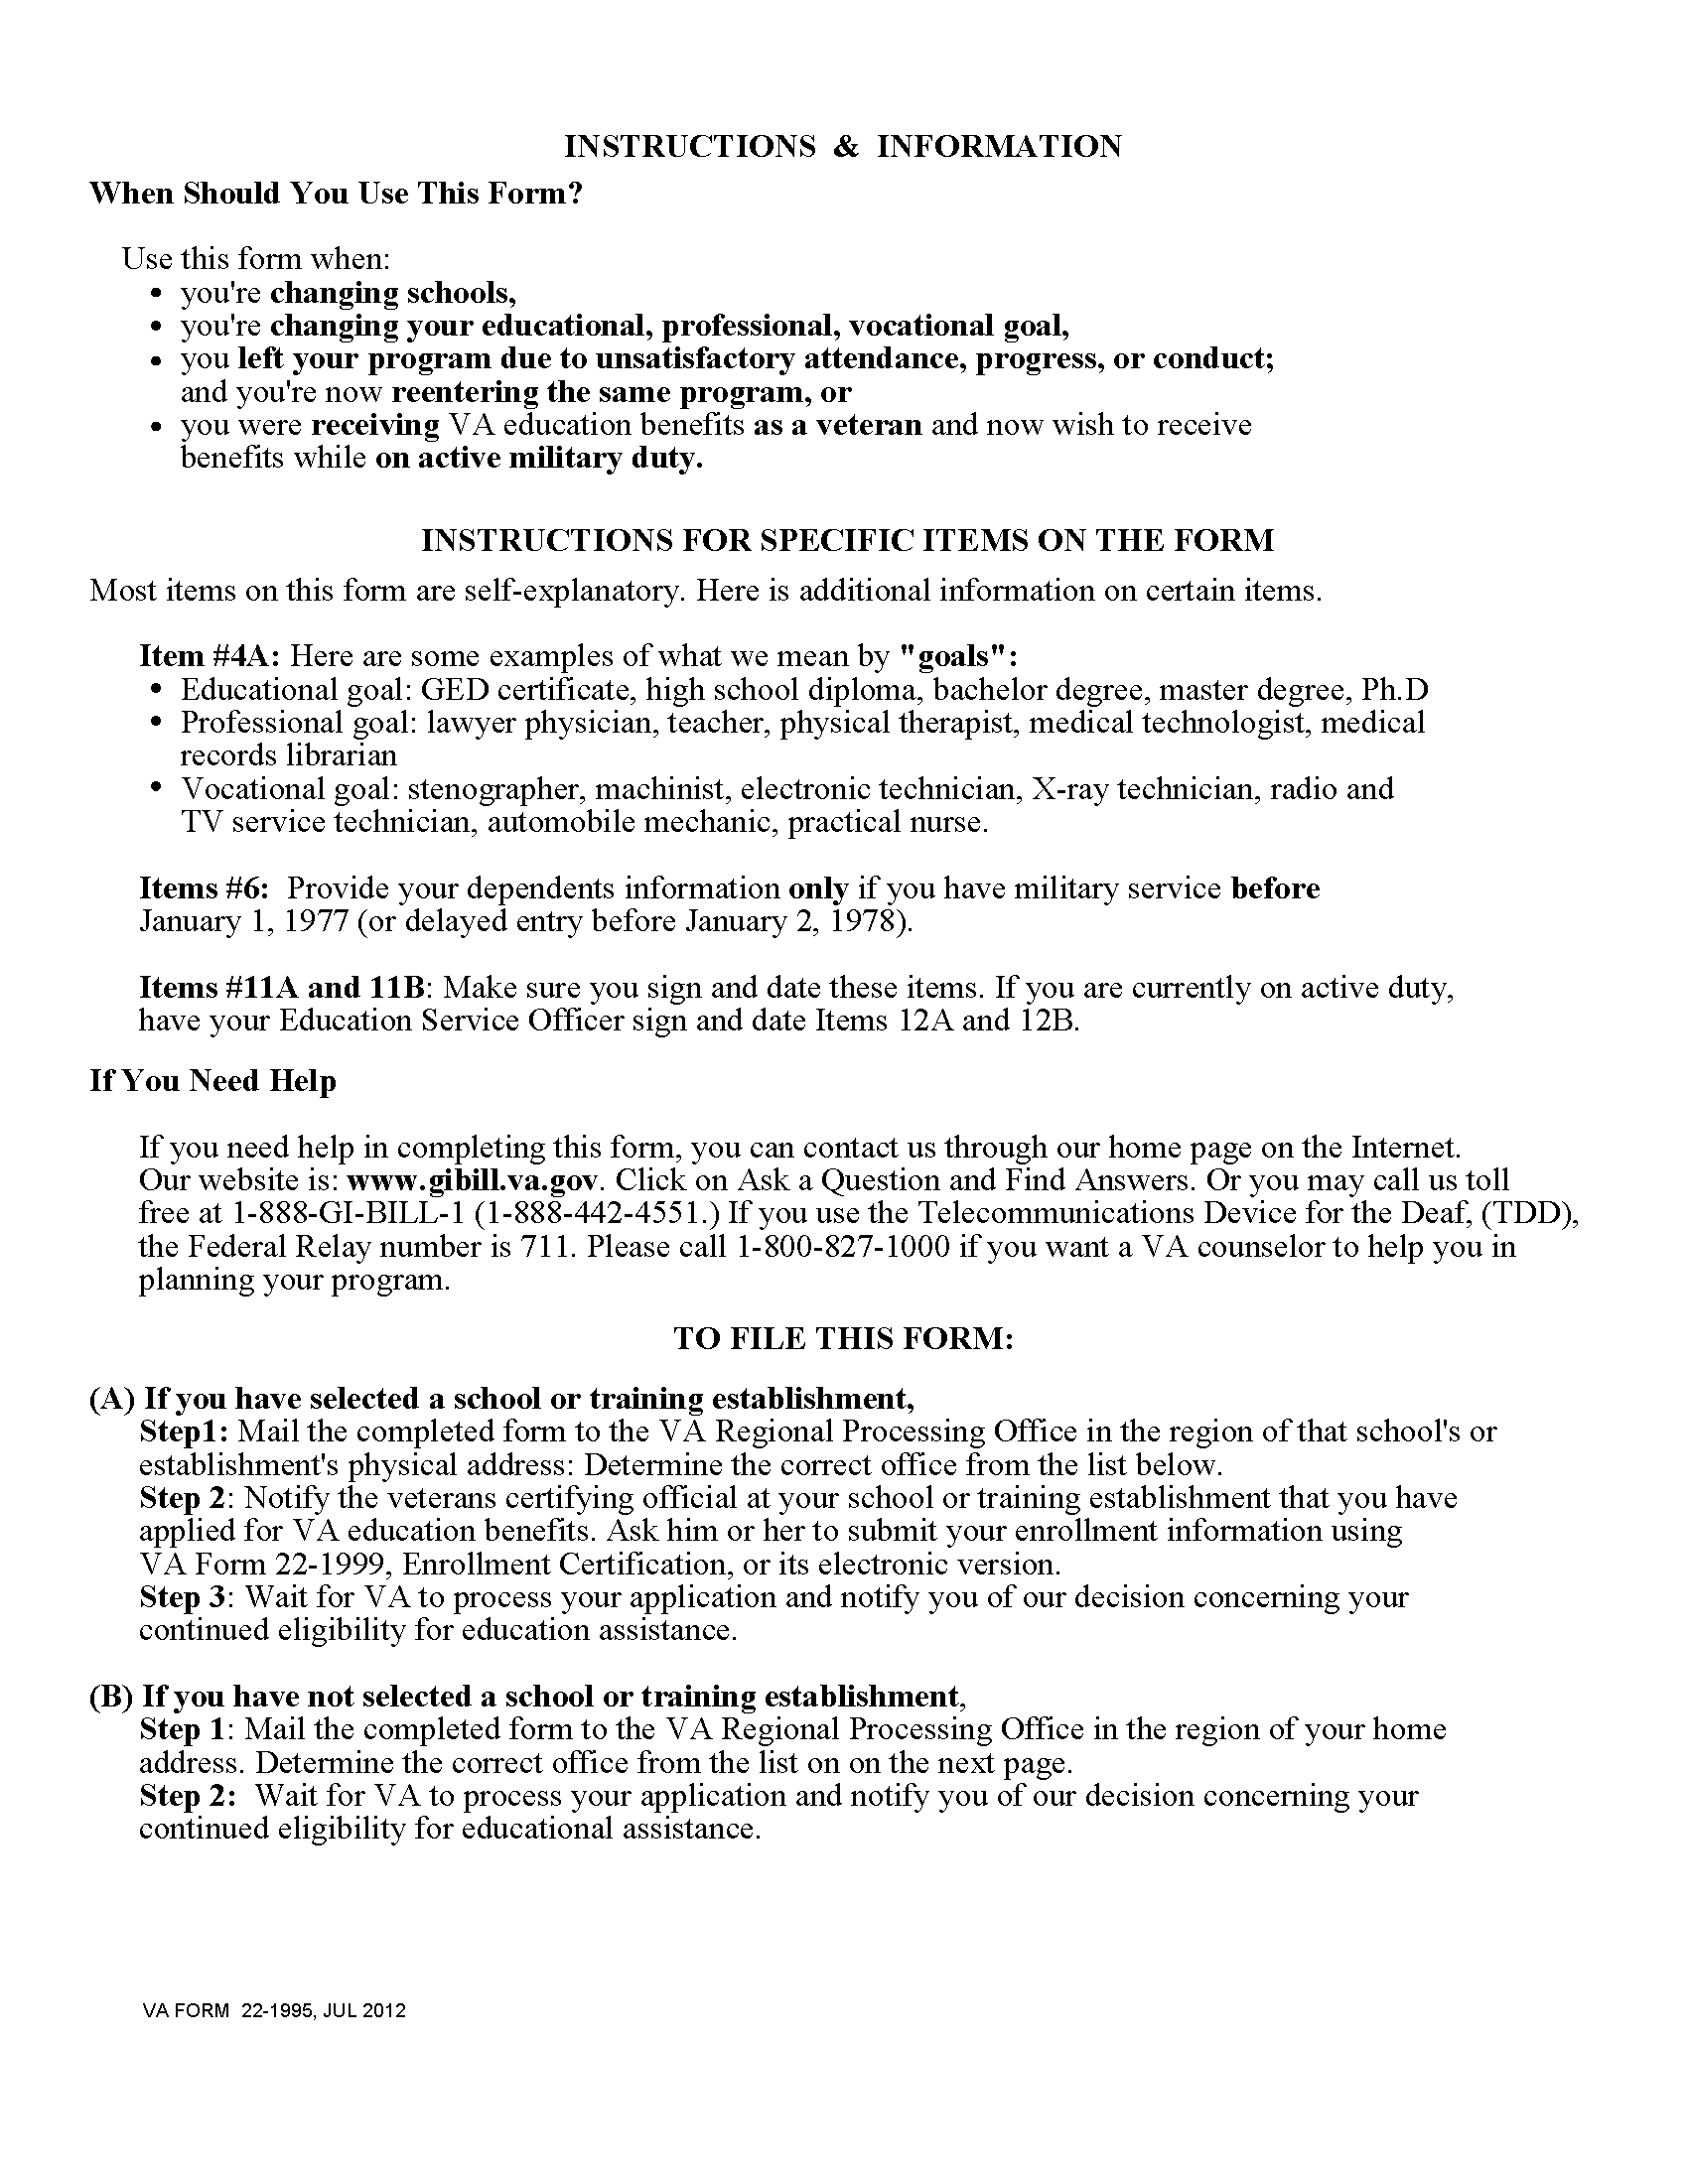 INSTRUCTIONS & INFORMATION
When Should You Use This Form?
Use this form when:
• you're changing schools,
• you're changing your educational, professional, vocational goal,
• you left your program due to unsatisfactory attendance, progress, or conduct;
and you're now reentering the same program, or
• you were receiving VA education benefits as a veteran and now wish to receive
benefits while on active military duty.
INSTRUCTIONS FOR SPECIFIC ITEMS ON THE FORM
Most items on this form are self-explanatory. Here is additional information on certain items.
Item #4A: Here are some examples of what we mean by "goals":
• Educational goal: GED certificate, high school diploma, bachelor degree, master degree, Ph.D
• Professional goal: lawyer physician, teacher, physical therapist, medical technologist, medical
records librarian
• Vocational goal: stenographer, machinist, electronic technician, X-ray technician, radio and
TV service technician, automobile mechanic, practical nurse.
Items #6: Provide your dependents information only if you have military service before
January 1, 1977 (or delayed entry before January 2, 1978).
Items #11A and 11B: Make sure you sign and date these items. If you are currently on active duty,
have your Education Service Officer sign and date Items 12A and 12B.
If You Need Help
If you need help in completing this form, you can contact us through our home page on the Internet.
Our website is: www.gibill.va.gov. Click on Ask a Question and Find Answers. Or you may call us toll
free at 1-888-GI-BILL-1 (1-888-442-4551.) If you use the Telecommunications Device for the Deaf, (TDD),
the Federal Relay number is 711. Please call 1-800-827-1000 if you want a VA counselor to help you in
planning your program.
TO FILE THIS FORM:
(A) If you have selected a school or training establishment,
Step1: Mail the completed form to the VA Regional Processing Office in the region of that school's or
establishment's physical address: Determine the correct office from the list below.
Step 2: Notify the veterans certifying official at your school or training establishment that you have
applied for VA education benefits. Ask him or her to submit your enrollment information using
VA Form 22-1999, Enrollment Certification, or its electronic version.
Step 3: Wait for VA to process your application and notify you of our decision concerning your
continued eligibility for education assistance.
(B) If you have not selected a school or training establishment,
Step 1: Mail the completed form to the VA Regional Processing Office in the region of your home
address. Determine the correct office from the list on on the next page.
Step 2: Wait for VA to process your application and notify you of our decision concerning your
continued eligibility for educational assistance.
VA FORM 22-1995, JUL 2012